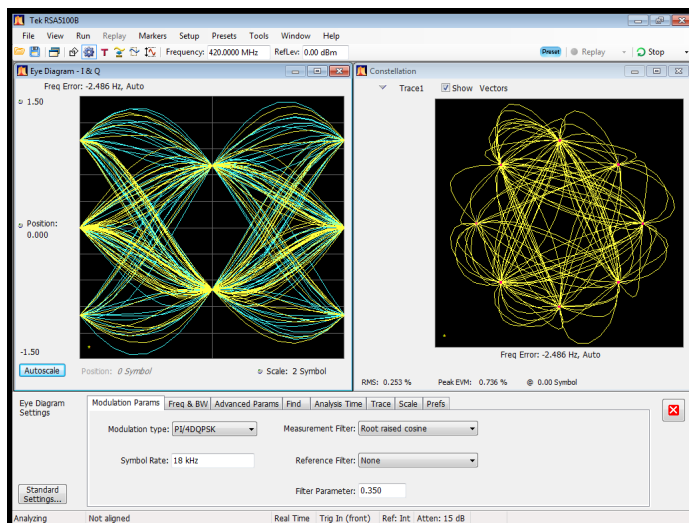 Tek RSA5100B
File View Run Replay Markers Setup Presets Tools Window Help
T Frequency: 420.0000 MHz RefLev: 0.00 dBm Preset Replay Stop
Eye Diagram - I & Q
Freq Error: -2.486 Hz, Auto
1.50
Position:
0.000
-1.50
Autoscale Position: 0 Symbol Scale: 2 Symbol
Constellation
Trace1 Show Vectors
Freq Error: -2.486 Hz, Auto
RMS: 0.253 % Peak EVM: 0.736 % @ 0.00 Symbol
Eye Diagram
Settings
Modulation Params Freq & BW Advanced Params Find Analysis Time Trace Scale Prefs
Modulation type: PI/4DQPSK Measurement Filter: Root raised cosine
Symbol Rate: 18 kHz Reference Filter: None
Filter Parameter: 0.350
Standard
Settings...
Analyzing Not aligned Real Time Trig In (front) Ref: Int Atten: 15 dB